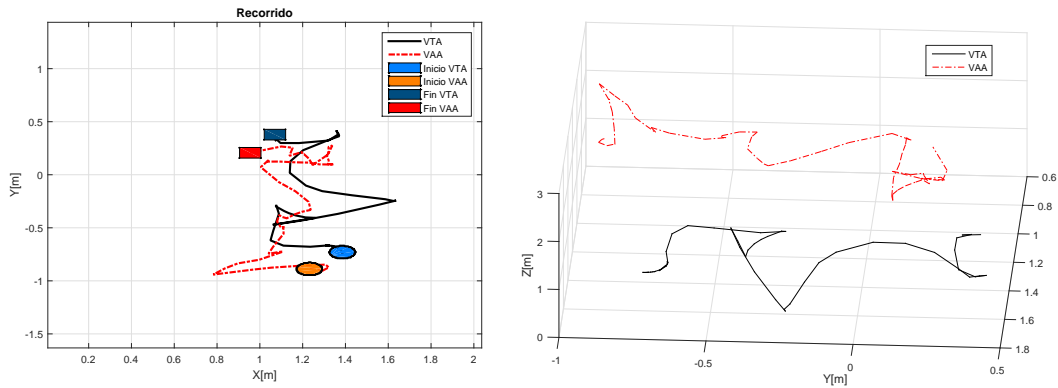 Recorrido
VTA
VAA
Inicio VTA
Inicio VAA
Fin VTA
Fin VAA
1
0.5
0
-0.5
-1
-1.5
Y[m]
0.2 0.4 0.6 0.8 1.0 1.2 1.4 1.6 1.8 2
X[m]
VTA
VAA
3
2
1
0
Z[m]
-1 -0.5 0 0.5
Y[m]
0.6
0.8
1.0
1.2
1.4
1.6
1.8